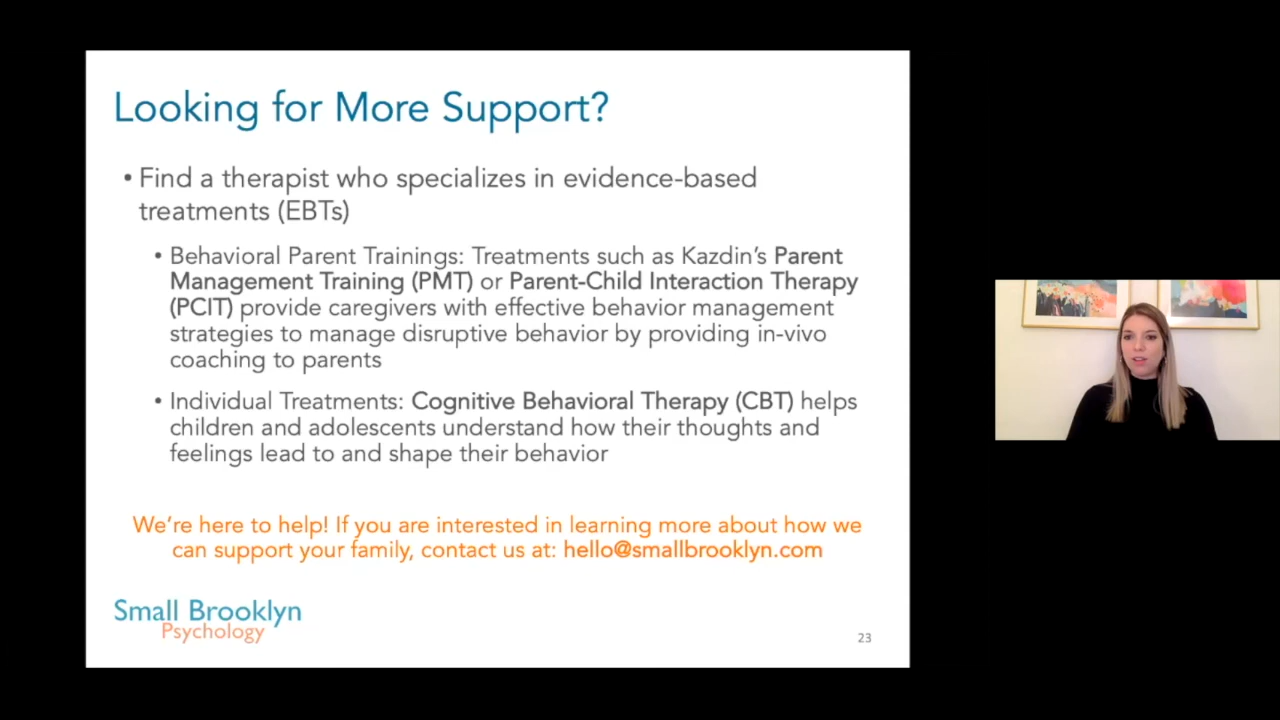 Looking for More Support?
• Find a therapist who specializes in evidence-based
treatments (EBTs)
• Behavioral Parent Trainings: Treatments such as Kazdin’s Parent
Management Training (PMT) or Parent-Child Interaction Therapy
(PCIT) provide caregivers with effective behavior management
strategies to manage disruptive behavior by providing in-vivo
coaching to parents
• Individual Treatments: Cognitive Behavioral Therapy (CBT) helps
children and adolescents understand how their thoughts and
feelings lead to and shape their behavior
We’re here to help! If you are interested in learning more about how we
can support your family, contact us at: hello@smallbrooklyn.com
Small Brooklyn
Psychology
23